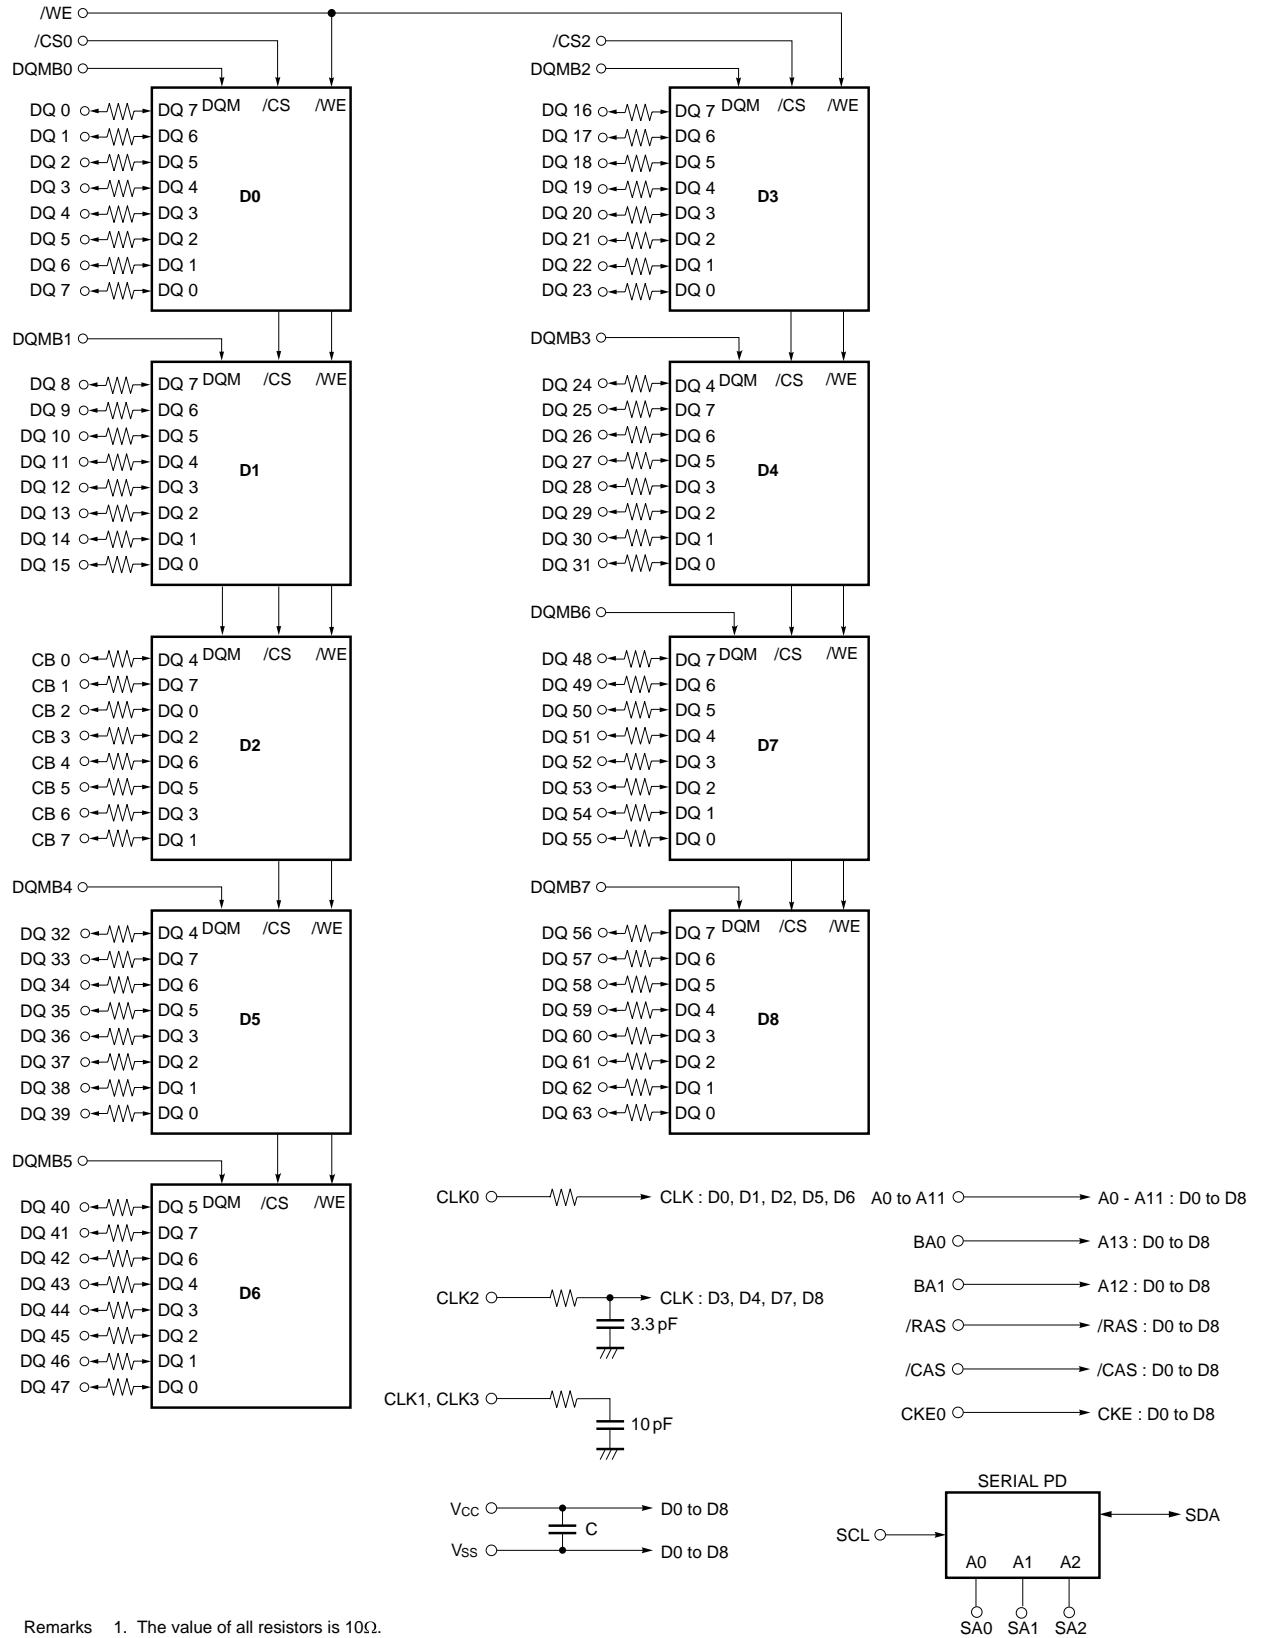 /WE
/CS0
/CS2
DQMB0
DQMB2
DQM /CS /WE
DQ 0 DQ 7
DQ 1 DQ 6
DQ 2 DQ 5
DQ 3 DQ 4
D0
DQ 4 DQ 3
DQ 5 DQ 2
DQ 6 DQ 1
DQ 7 DQ 0
DQM /CS /WE
DQ 16 DQ 7
DQ 17 DQ 6
DQ 18 DQ 5
DQ 19 DQ 4
D3
DQ 20 DQ 3
DQ 21 DQ 2
DQ 22 DQ 1
DQ 23 DQ 0
DQMB1
DQM /CS /WE
DQ 8 DQ 7
DQ 9 DQ 6
DQ 10 DQ 5
DQ 11 DQ 4
D1
DQ 12 DQ 3
DQ 13 DQ 2
DQ 14 DQ 1
DQ 15 DQ 0
DQMB3
DQM /CS /WE
DQ 24 DQ 4
DQ 25 DQ 7
DQ 26 DQ 6
DQ 27 DQ 5
D4
DQ 28 DQ 3
DQ 29 DQ 2
DQ 30 DQ 1
DQ 31 DQ 0
DQM /CS /WE
CB 0 DQ 4
CB 1 DQ 7
CB 2 DQ 0
CB 3 DQ 2
D2
CB 4 DQ 6
CB 5 DQ 5
CB 6 DQ 3
CB 7 DQ 1
DQMB6
DQM /CS /WE
DQ 48 DQ 7
DQ 49 DQ 6
DQ 50 DQ 5
DQ 51 DQ 4
D7
DQ 52 DQ 3
DQ 53 DQ 2
DQ 54 DQ 1
DQ 55 DQ 0
DQMB4
DQM /CS /WE
DQ 32 DQ 4
DQ 33 DQ 7
DQ 34 DQ 6
DQ 35 DQ 5
D5
DQ 36 DQ 3
DQ 37 DQ 2
DQ 38 DQ 1
DQ 39 DQ 0
DQMB7
DQM /CS /WE
DQ 56 DQ 7
DQ 57 DQ 6
DQ 58 DQ 5
DQ 59 DQ 4
D8
DQ 60 DQ 3
DQ 61 DQ 2
DQ 62 DQ 1
DQ 63 DQ 0
DQMB5
DQM /CS /WE
DQ 40 DQ 5
DQ 41 DQ 7
DQ 42 DQ 6
DQ 43 DQ 4
D6
DQ 44 DQ 3
DQ 45 DQ 2
DQ 46 DQ 1
DQ 47 DQ 0
CLK0 CLK : D0, D1, D2, D5, D6
CLK2 CLK : D3, D4, D7, D8
3.3 pF
CLK1, CLK3
10 pF
VCC D0 to D8
C
VSS D0 to D8
A0 to A11 A0 - A11 : D0 to D8
BA0 A13 : D0 to D8
BA1 A12 : D0 to D8
/RAS /RAS : D0 to D8
/CAS /CAS : D0 to D8
CKE0 CKE : D0 to D8
SERIAL PD
SCL SDA
A0 A1 A2
SA0 SA1 SA2
Remarks 1. The value of all resistors is 10Ω.